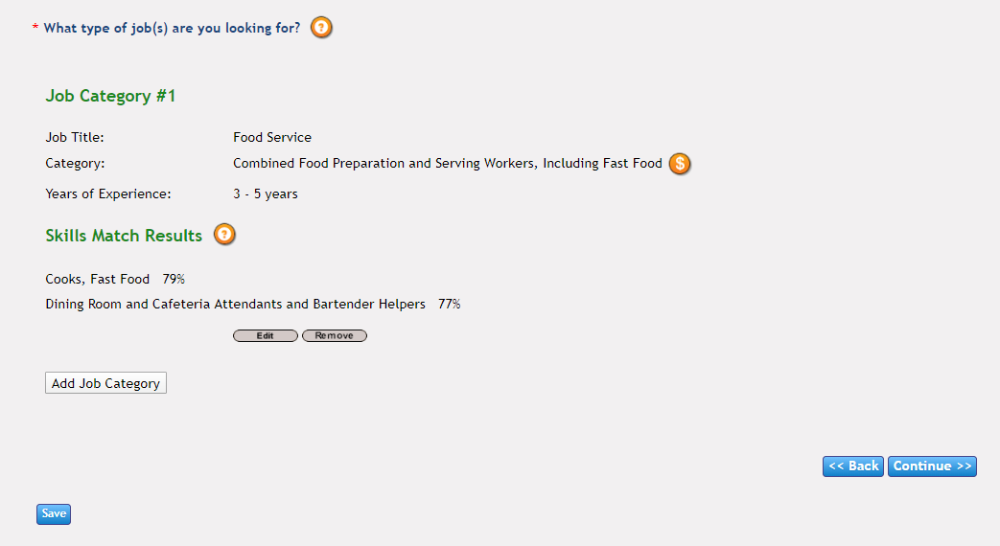 * What type of job(s) are you looking for? ?
Job Category #1
Job Title: Food Service
Category: Combined Food Preparation and Serving Workers, Including Fast Food $
Years of Experience: 3 - 5 years
Skills Match Results ?
Cooks, Fast Food 79%
Dining Room and Cafeteria Attendants and Bartender Helpers 77%
Edit Remove
Add Job Category
<< Back Continue >>
Save